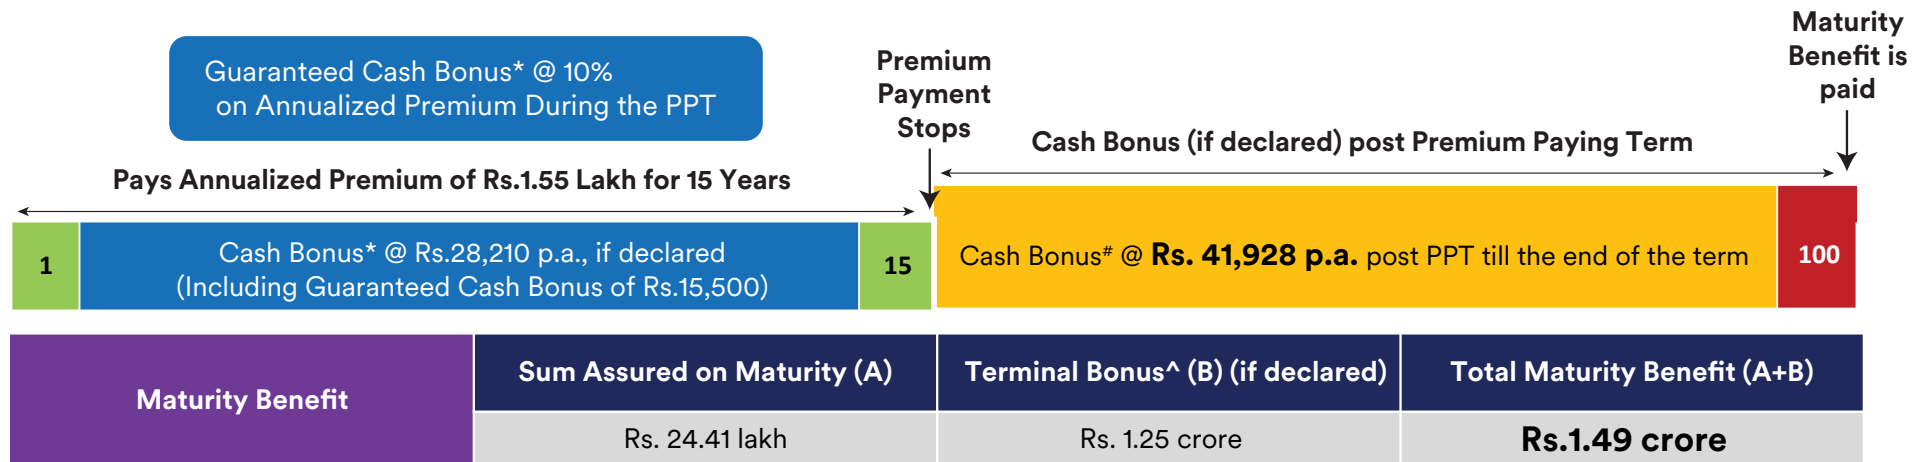 Guaranteed Cash Bonus* @ 10%
on Annualized Premium During the PPT
Premium
Payment
Stops
Maturity
Benefit is
paid
Pays Annualized Premium of Rs.1.55 Lakh for 15 Years
Cash Bonus (if declared) post Premium Paying Term
1
Cash Bonus* @ Rs.28,210 p.a., if declared
(Including Guaranteed Cash Bonus of Rs.15,500)
15
Cash Bonus# @ Rs. 41,928 p.a. post PPT till the end of the term
100
Maturity Benefit
Sum Assured on Maturity (A)
Terminal Bonus^ (B) (if declared)
Total Maturity Benefit (A+B)
Rs. 24.41 lakh
Rs. 1.25 crore
Rs.1.49 crore